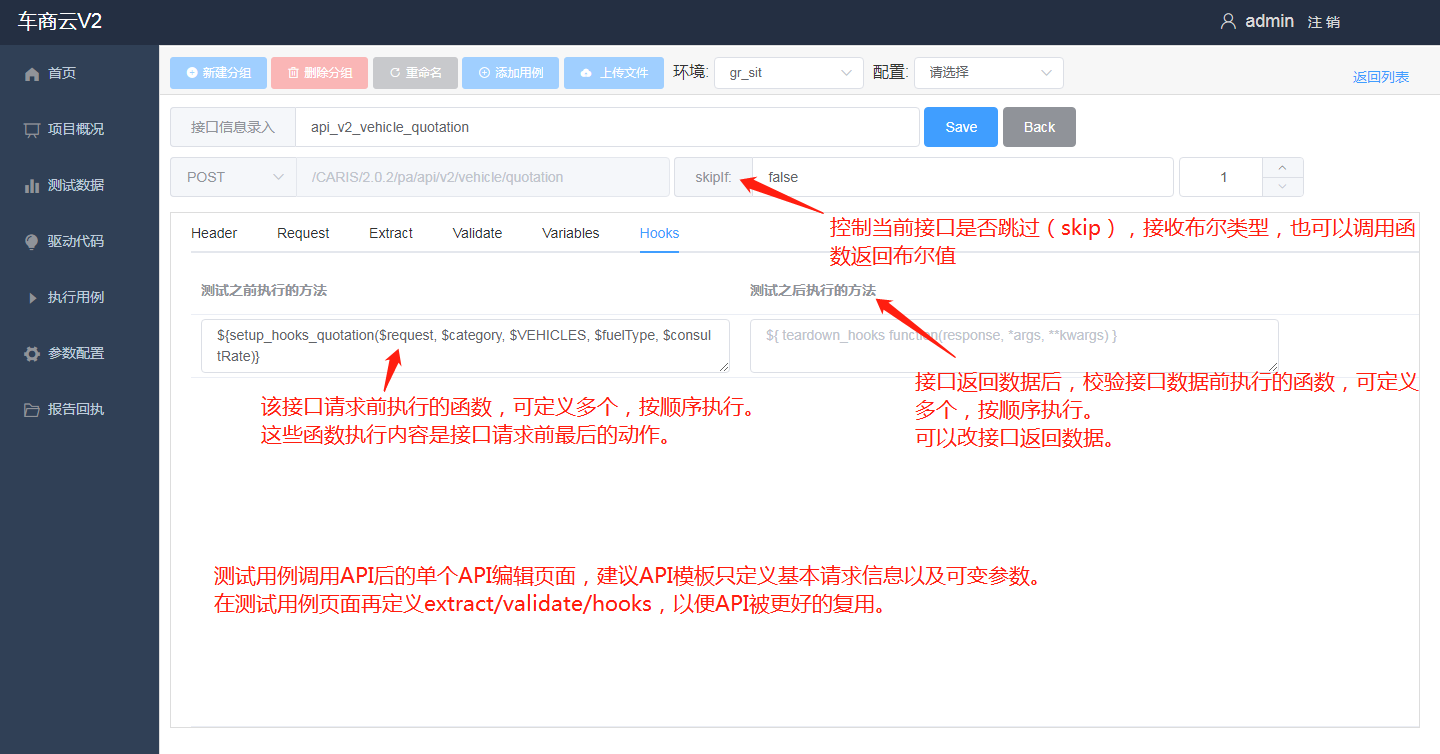 车商云V2
admin 注 销
首页
项目概况
测试数据
驱动代码
执行用例
参数配置
报告回执
新建分组 删除分组 重命名 添加用例 上传文件 环境: gr_sit 配置: 请选择 返回列表
接口信息录入 api_v2_vehicle_quotation Save Back
POST /CARIS/2.0.2/pa/api/v2/vehicle/quotation skipIf: false 1
Header Request Extract Validate Variables Hooks
控制当前接口是否跳过（skip），接收布尔类型，也可以调用函
数返回布尔值
测试之前执行的方法 测试之后执行的方法
${setup_hooks_quotation($request, $category, $VEHICLES, $fuelType, $consul
tRate)}
${ teardown_hooks function(response, *args, **kwargs) }
该接口请求前执行的函数，可定义多个，按顺序执行。
这些函数执行内容是接口请求前最后的动作。
接口返回数据后，校验接口数据前执行的函数，可定义
多个，按顺序执行。
可以改接口返回数据。
测试用例调用API后的单个API编辑页面，建议API模板只定义基本请求信息以及可变参数。
在测试用例页面再定义extract/validate/hooks，以便API被更好的复用。